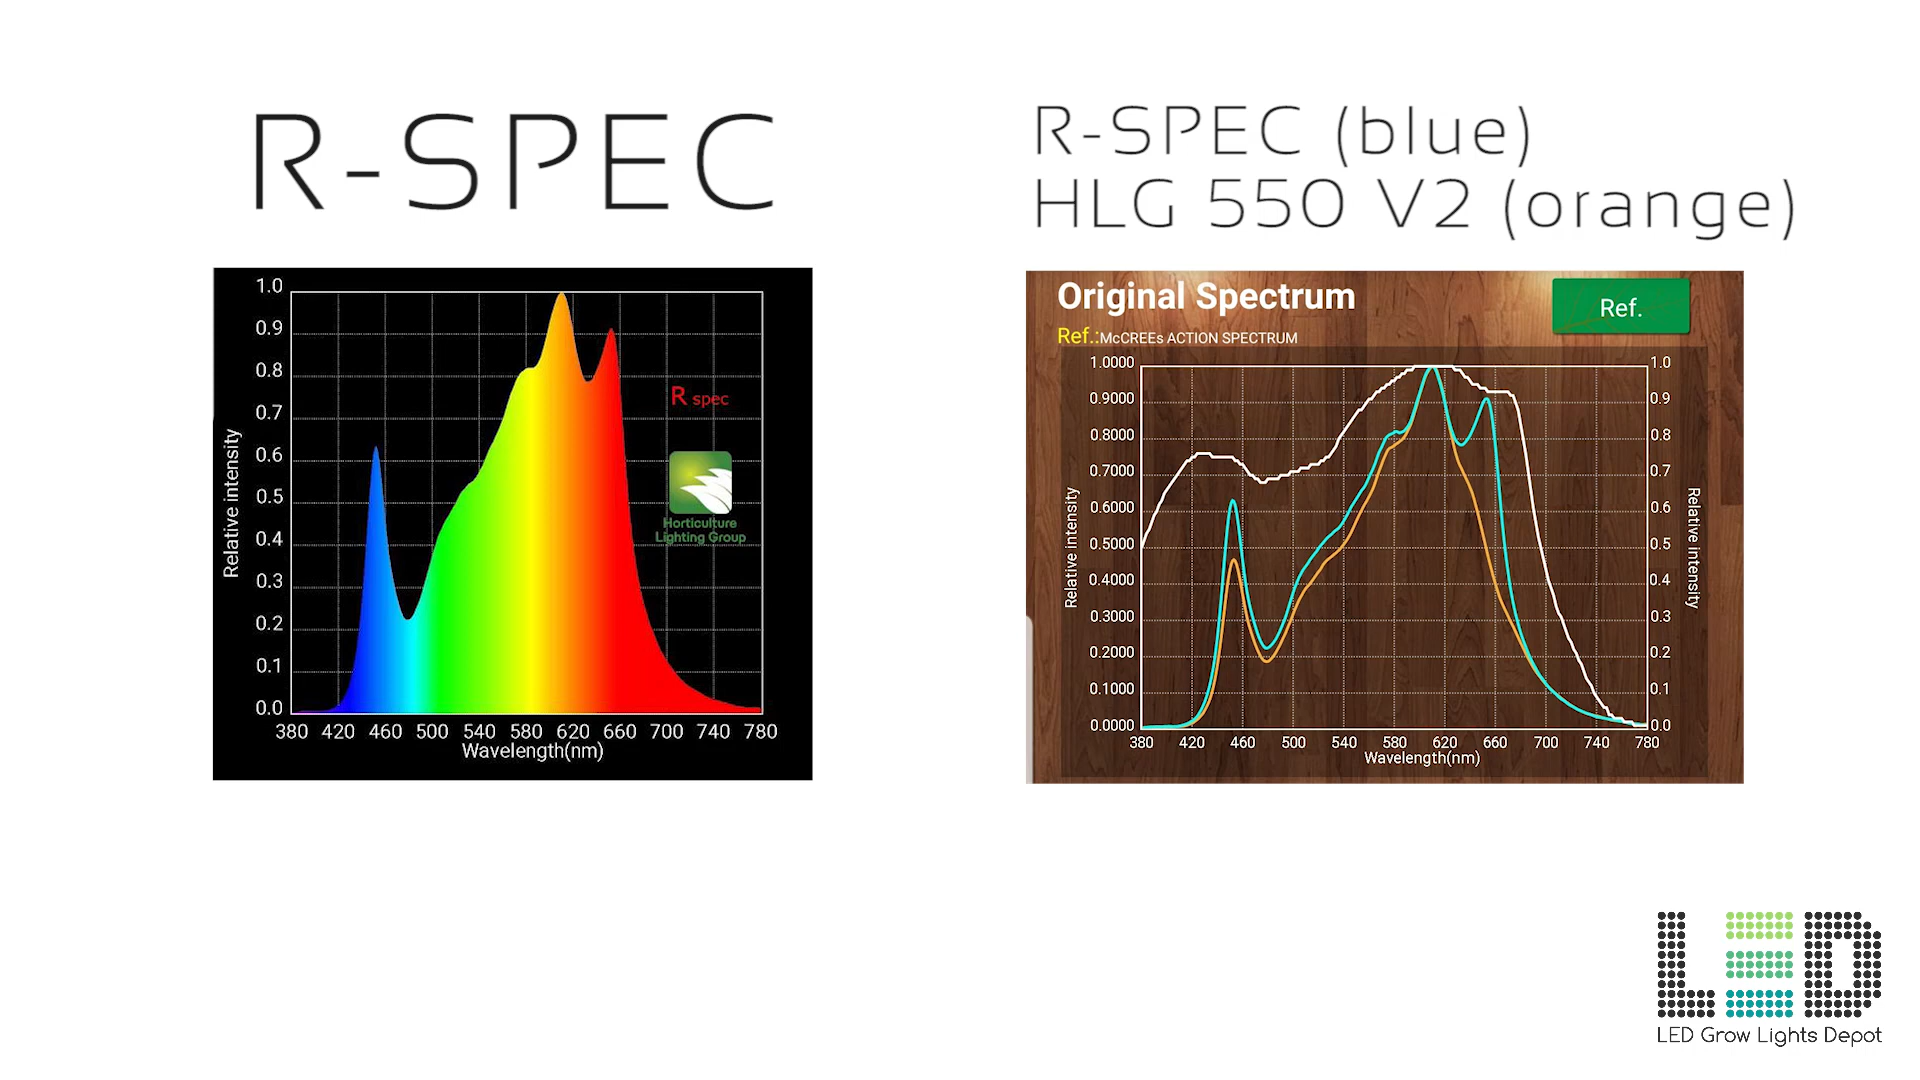 R-SPEC
R-SPEC (blue)
HLG 550 V2 (orange)
1.0
0.9
0.8
0.7
0.6
0.5
0.4
0.3
0.2
0.1
0.0
Relative intensity
380 420 460 500 540 580 620 660 700 740 780
Wavelength(nm)
R spec
Horticulture
Lighting Group
Original Spectrum
Ref.
Ref.:McCREEs ACTION SPECTRUM
1.0000
0.9000
0.8000
0.7000
0.6000
0.5000
0.4000
0.3000
0.2000
0.1000
0.0000
Relative intensity
1.0
0.9
0.8
0.7
0.6
0.5
0.4
0.3
0.2
0.1
0.0
Relative intensity
380 420 460 500 540 580 620 660 700 740 780
Wavelength(nm)
LED
LED Grow Lights Depot